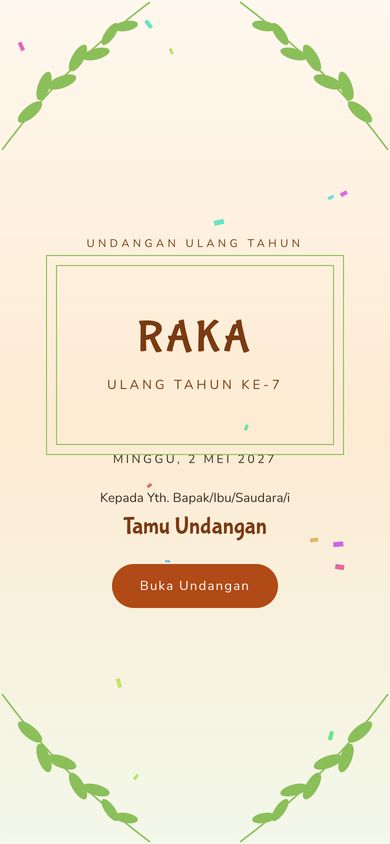 UNDANGAN ULANG TAHUN
RAKA
ULANG TAHUN KE-7
MINGGU, 2 MEI 2027
Kepada Yth. Bapak/Ibu/Saudara/i
Tamu Undangan
Buka Undangan